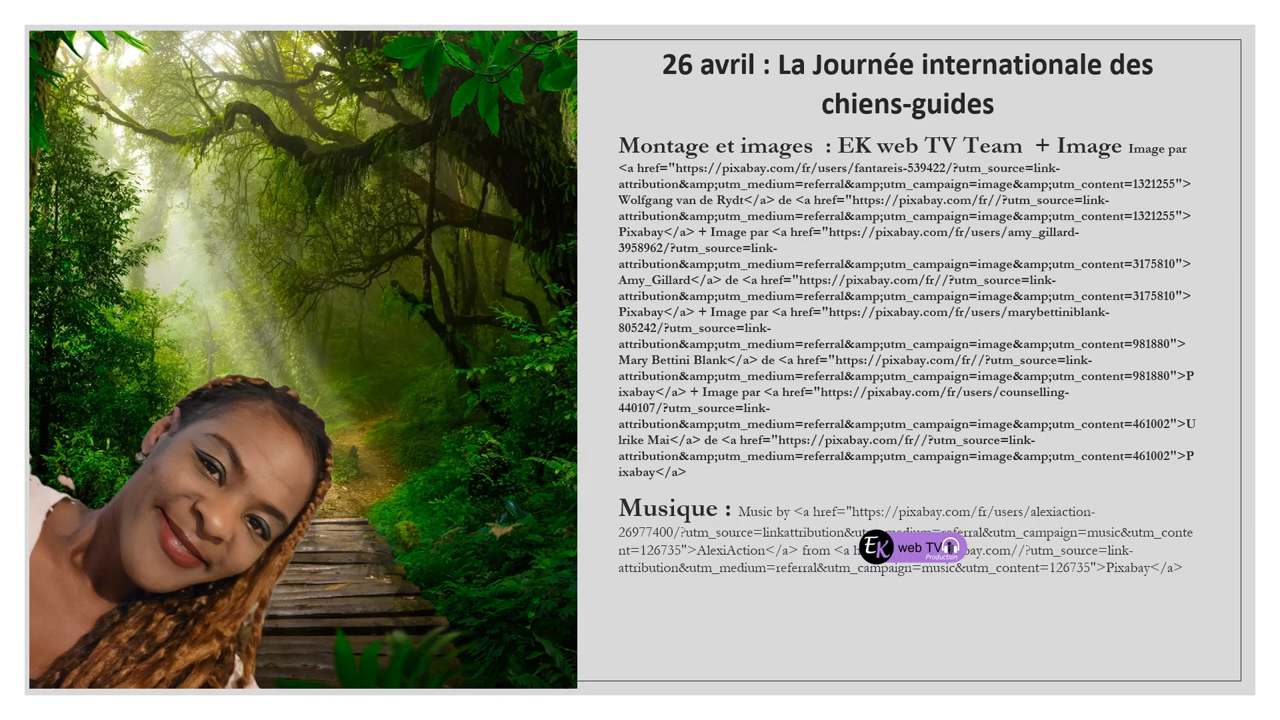 26 avril : La Journée internationale des
chiens-guides
Montage et images : EK web TV Team + Image Image par
<a href="https://pixabay.com/fr/users/fantareis-539422/?utm_source=link-
attribution&amp;utm_medium=referral&amp;utm_campaign=image&amp;utm_content=1321255">
Wolfgang van de Rydt</a> de <a href="https://pixabay.com/fr//?utm_source=link-
attribution&amp;utm_medium=referral&amp;utm_campaign=image&amp;utm_content=1321255">
Pixabay</a> + Image par <a href="https://pixabay.com/fr/users/amy_gillard-
3958962/?utm_source=link-
attribution&amp;utm_medium=referral&amp;utm_campaign=image&amp;utm_content=3175810">
Amy_Gillard</a> de <a href="https://pixabay.com/fr//?utm_source=link-
attribution&amp;utm_medium=referral&amp;utm_campaign=image&amp;utm_content=3175810">
Pixabay</a> + Image par <a href="https://pixabay.com/fr/users/marybettiniblank-
805242/?utm_source=link-
attribution&amp;utm_medium=referral&amp;utm_campaign=image&amp;utm_content=981880">
Mary Bettini Blank</a> de <a href="https://pixabay.com/fr//?utm_source=link-
attribution&amp;utm_medium=referral&amp;utm_campaign=image&amp;utm_content=981880">P
ixabay</a> + Image par <a href="https://pixabay.com/fr/users/counselling-
440107/?utm_source=link-
attribution&amp;utm_medium=referral&amp;utm_campaign=image&amp;utm_content=461002">U
lrike Mai</a> de <a href="https://pixabay.com/fr//?utm_source=link-
attribution&amp;utm_medium=referral&amp;utm_campaign=image&amp;utm_content=461002">P
ixabay</a>
Musique : Music by <a href="https://pixabay.com/fr/users/alexiaction-
26977400/?utm_source=linkattribution&utm_medium=referral&utm_campaign=music&utm_conte
nt=126735">AlexiAction</a> from <a bay.com//?utm_source=link-
EK web TV Production
attribution&utm_medium=referral&utm_campaign=music&utm_content=126735">Pixabay</a>